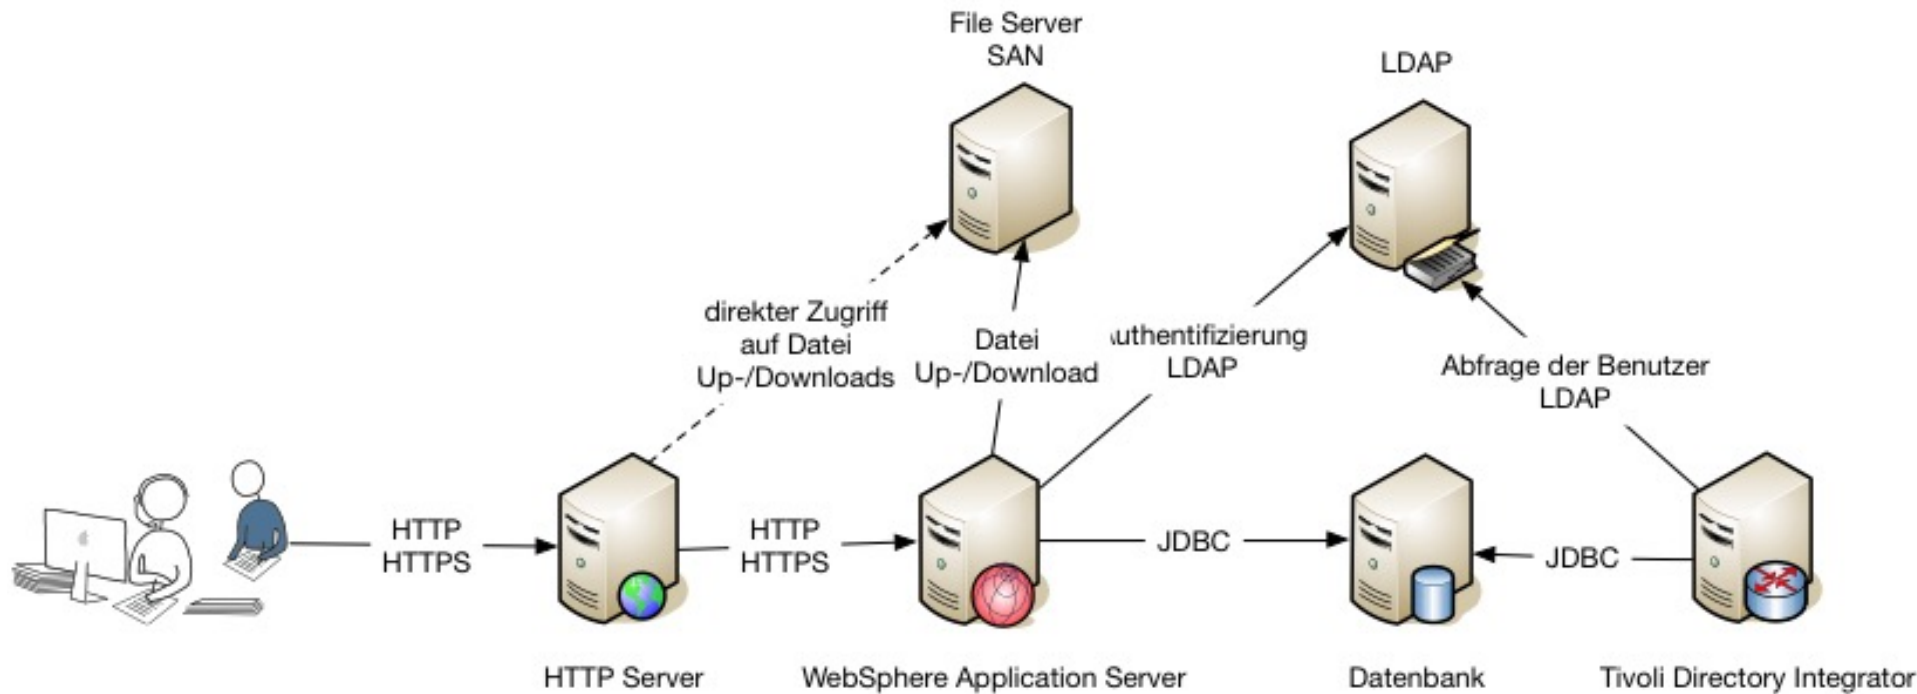 File Server
SAN
LDAP
direkter Zugriff
auf Datei
Up-/Downloads
Datei
Up-/Download
uthentifizierung
LDAP
Abfrage der Benutzer
LDAP
HTTP
HTTPS
HTTP
HTTPS
JDBC
JDBC
HTTP Server
WebSphere Application Server
Datenbank
Tivoli Directory Integrator